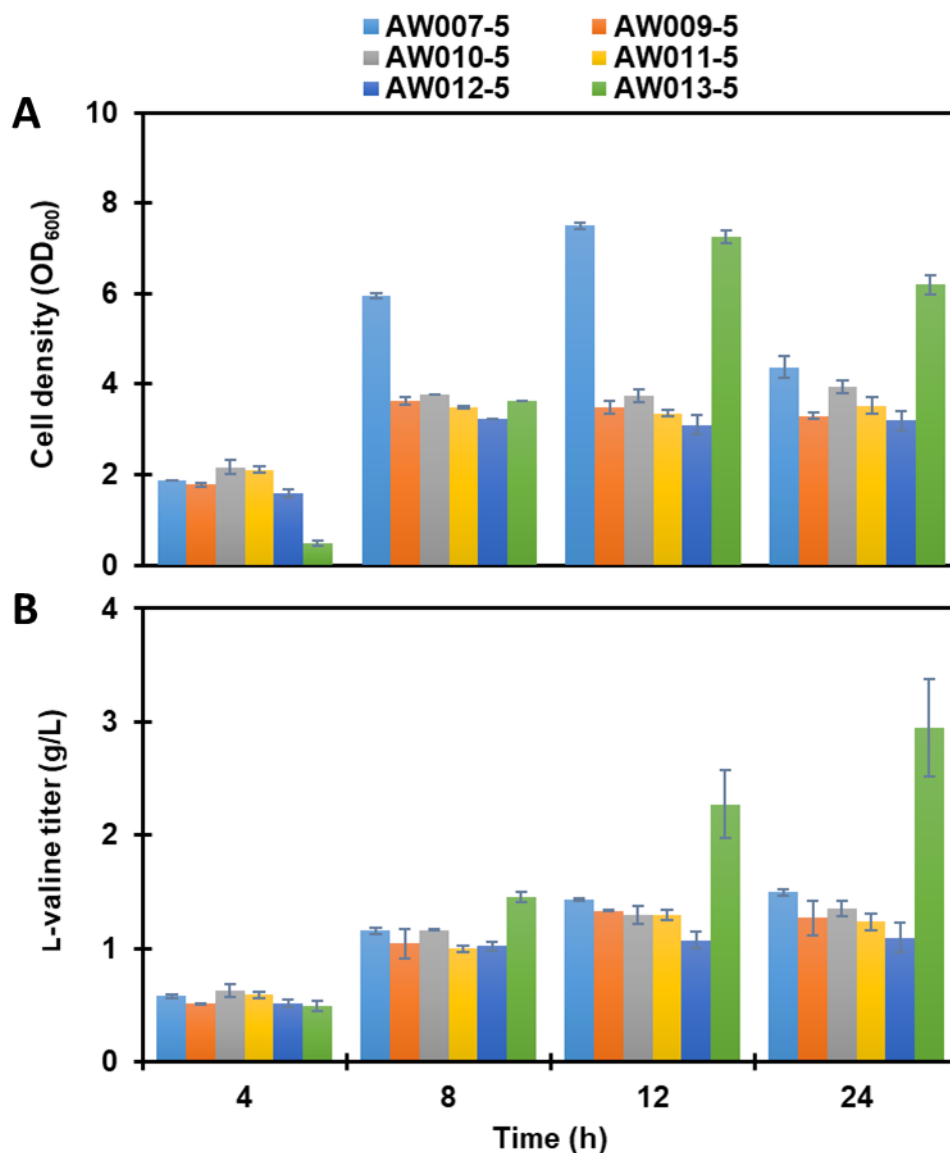 AW007-5 AW009-5
AW010-5 AW011-5
AW012-5 AW013-5
A
10
8
6
4
2
0
Cell density (OD₆₀₀)
B
4
3
2
1
0
L-valine titer (g/L)
4 8 12 24
Time (h)